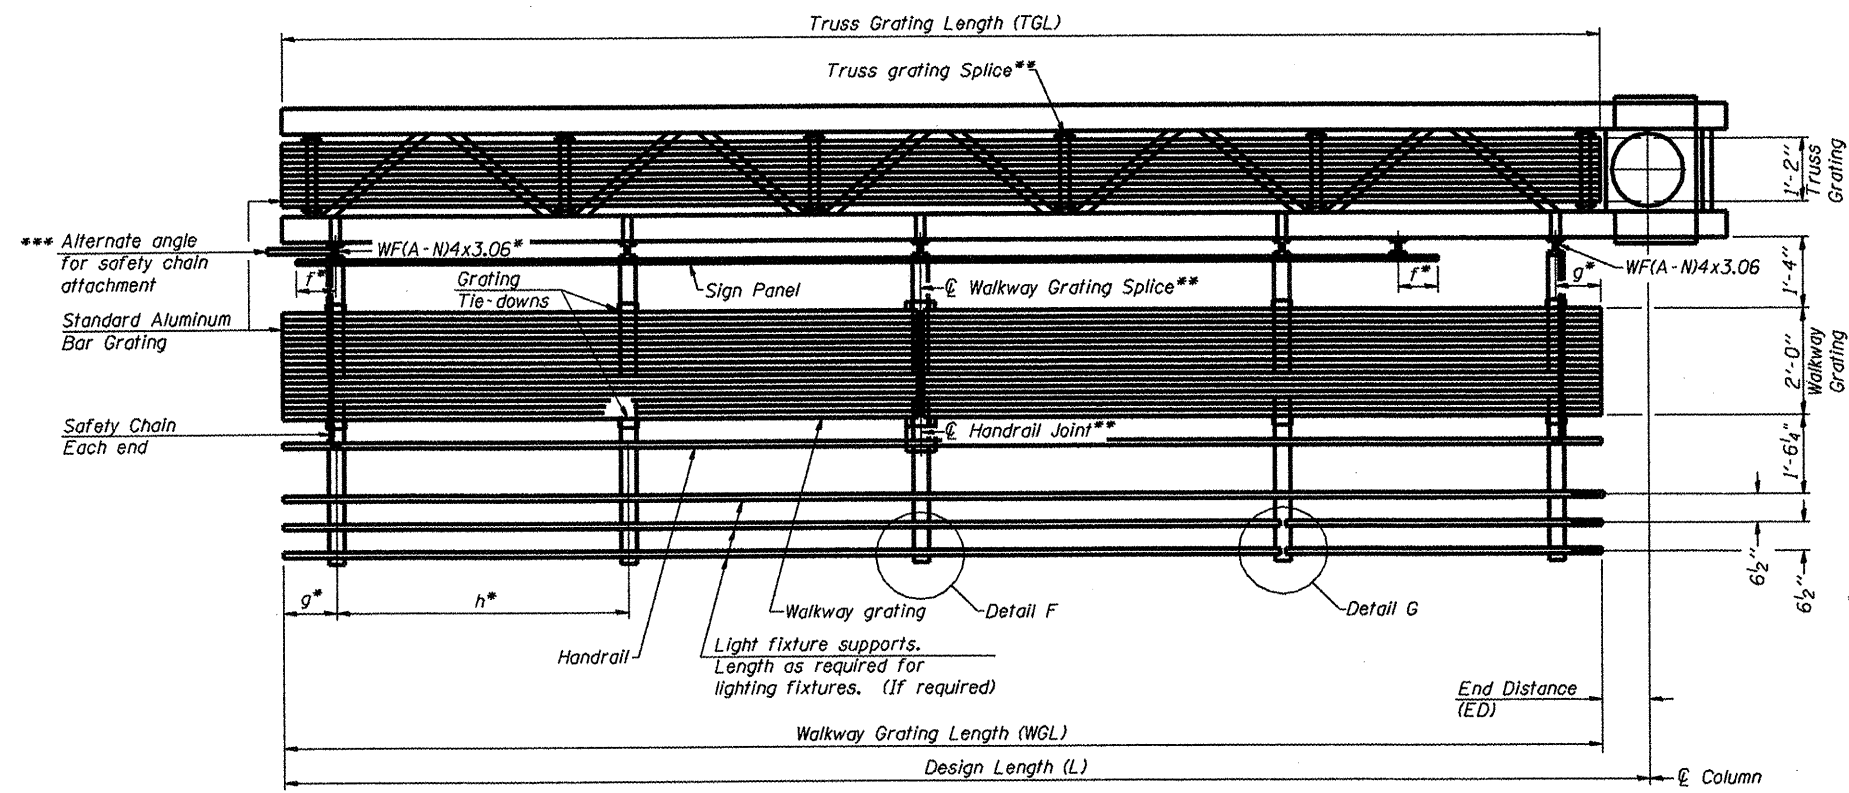 Truss Grating Length (TGL)
Truss grating Splice**
1'-2"
Truss
Grating
*** Alternate angle
for safety chain
attachment
WF(A-N)4x3.06*
WF(A-N)4x3.06
f*
f*
g*
Grating
Tie-downs
Sign Panel
℄ Walkway Grating Splice**
1'-4"
Standard Aluminum
Bar Grating
2'-0"
Walkway
Grating
Safety Chain
Each end
℄ Handrail Joint**
1'-6¼"
6½"
6½"
g*
h*
Walkway grating
Detail F
Detail G
Handrail
Light fixture supports.
Length as required for
lighting fixtures. (If required)
End Distance
(ED)
Walkway Grating Length (WGL)
Design Length (L)
℄ Column